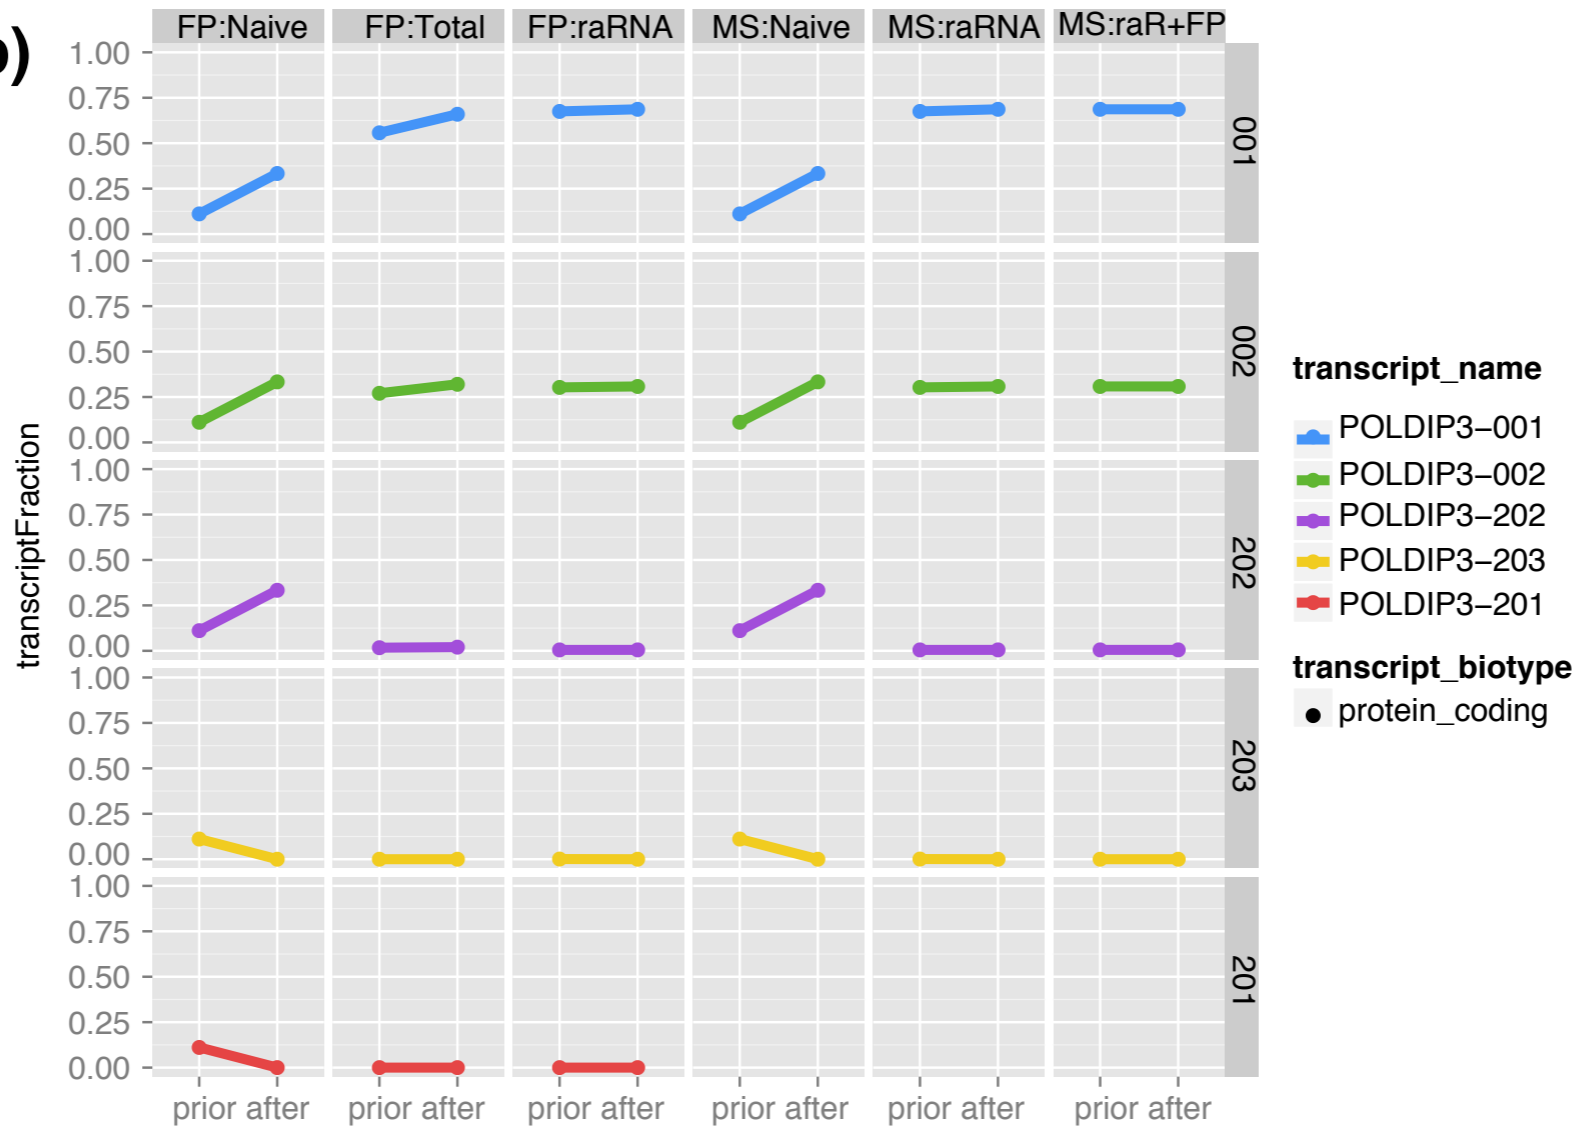 )
FP:Naive FP:Total FP:raRNA MS:Naive MS:raRNA MS:raR+FP
transcriptFraction
1.00
0.75
0.50
0.25
0.00
001
1.00
0.75
0.50
0.25
0.00
002
1.00
0.75
0.50
0.25
0.00
202
1.00
0.75
0.50
0.25
0.00
203
1.00
0.75
0.50
0.25
0.00
201
prior after prior after prior after prior after prior after prior after
transcript_name
POLDIP3−001
POLDIP3−002
POLDIP3−202
POLDIP3−203
POLDIP3−201
transcript_biotype
protein_coding